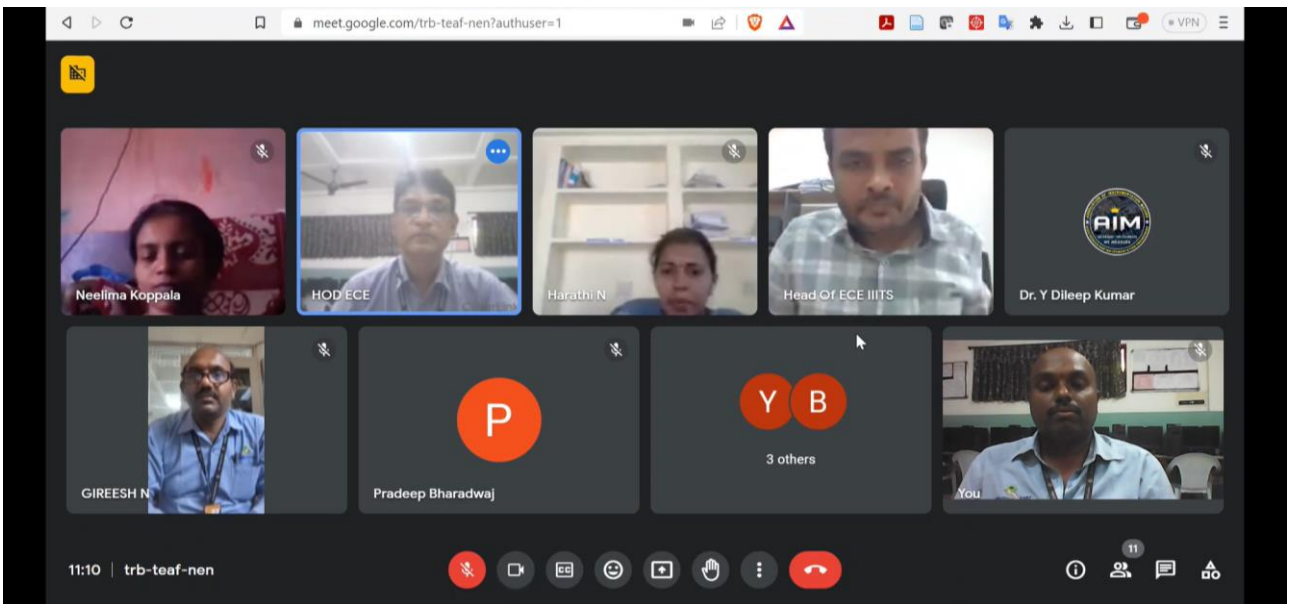 meet.google.com/trb-teaf-nen?authuser=1
VPN
Neelima Koppala
HOD ECE
Harathi N
Head Of ECE IIITS
AIM
Dr. Y Dileep Kumar
GIREESH N
P
Pradeep Bharadwaj
Y B
3 others
You
11:10 | trb-teaf-nen
CC
11